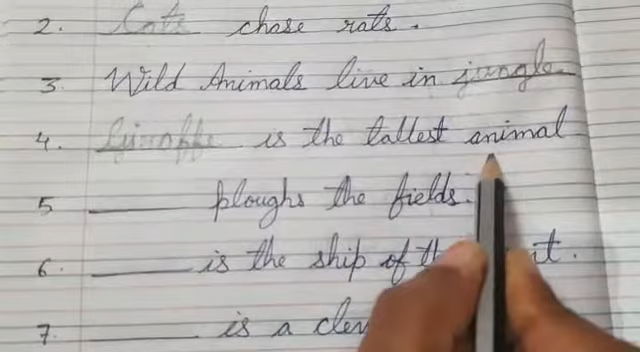 2. Cats chase rats.
3. Wild Animals live in jungle
4. Giraffe is the tallest animal
5 ______ ploughs the fields.
6. ______ is the ship of
7. ______ is a